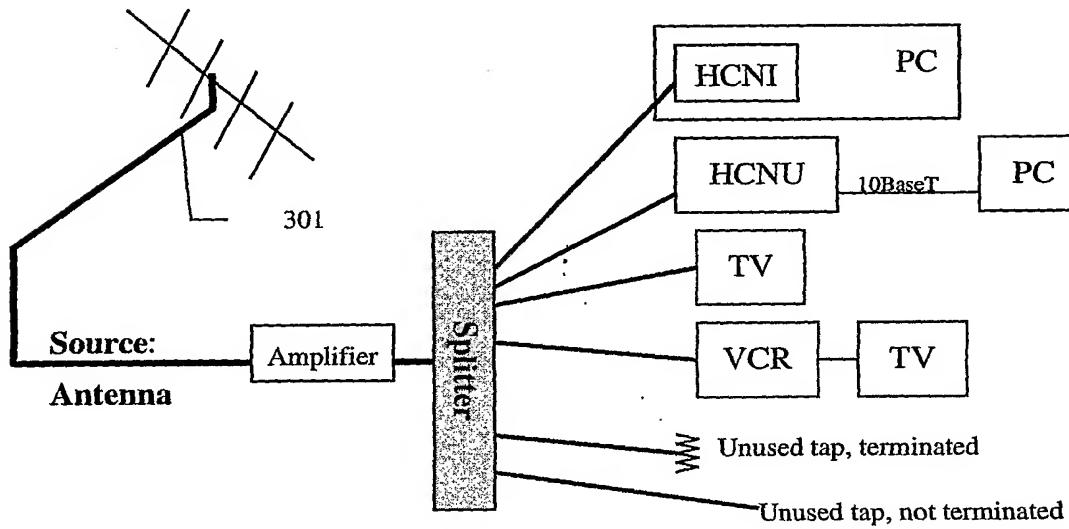 301
Source:
Antenna
Amplifier
Splitter
HCNI
PC
HCNU
10BaseT
PC
TV
VCR
TV
Unused tap, terminated
Unused tap, not terminated